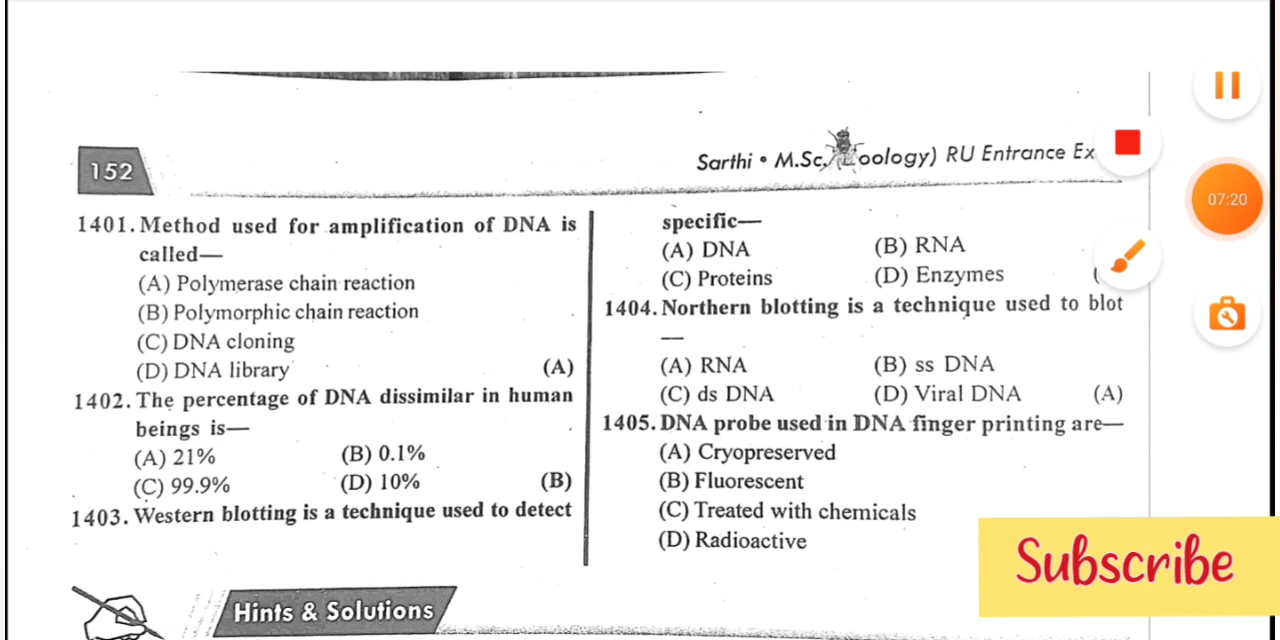 152
Sarthi • M.Sc. oology) RU Entrance Ex
1401. Method used for amplification of DNA is
called—
(A) Polymerase chain reaction
(B) Polymorphic chain reaction
(C) DNA cloning
(D) DNA library (A)
1402. The percentage of DNA dissimilar in human
beings is—
(A) 21% (B) 0.1%
(C) 99.9% (D) 10% (B)
1403. Western blotting is a technique used to detect
specific—
(A) DNA (B) RNA
(C) Proteins (D) Enzymes (
1404. Northern blotting is a technique used to blot
—
(A) RNA (B) ss DNA
(C) ds DNA (D) Viral DNA (A)
1405. DNA probe used in DNA finger printing are—
(A) Cryopreserved
(B) Fluorescent
(C) Treated with chemicals
(D) Radioactive
Hints & Solutions
07:20
Subscribe